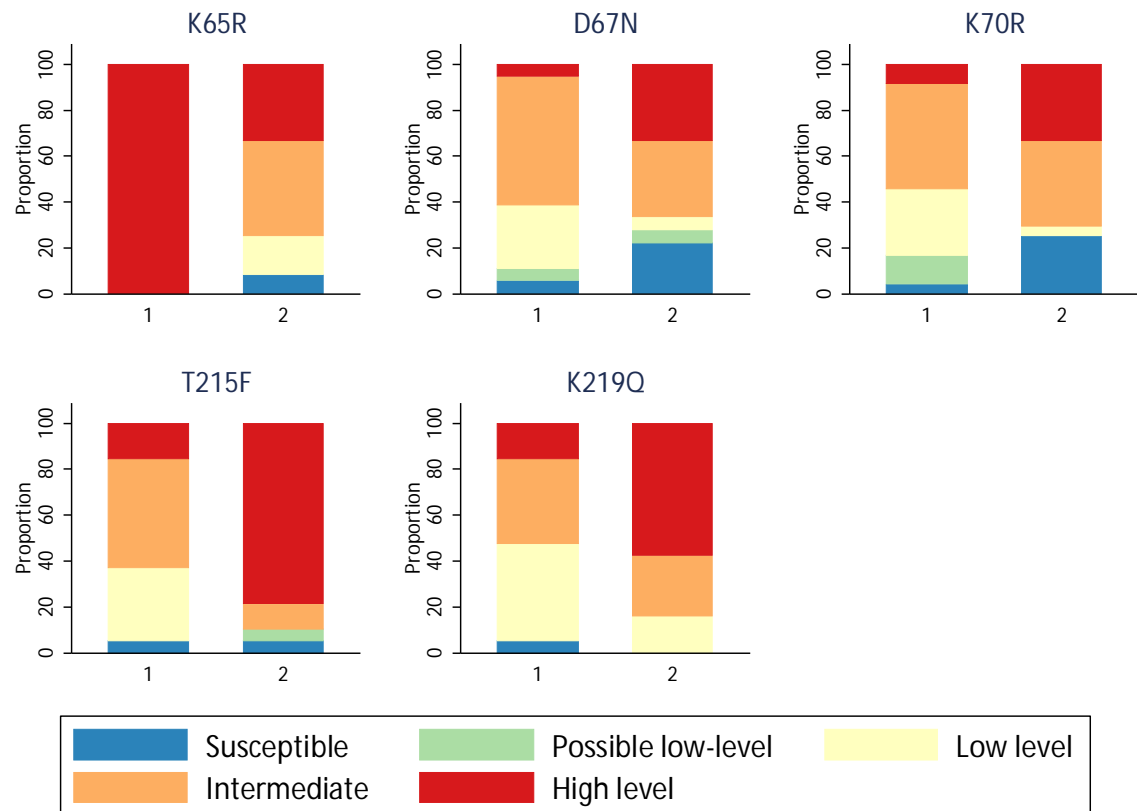 K65R
D67N
K70R
Proportion
0 20 40 60 80 100
1 2
Proportion
0 20 40 60 80 100
1 2
Proportion
0 20 40 60 80 100
1 2
T215F
K219Q
Proportion
0 20 40 60 80 100
1 2
Proportion
0 20 40 60 80 100
1 2
Susceptible Possible low-level Low level
Intermediate High level